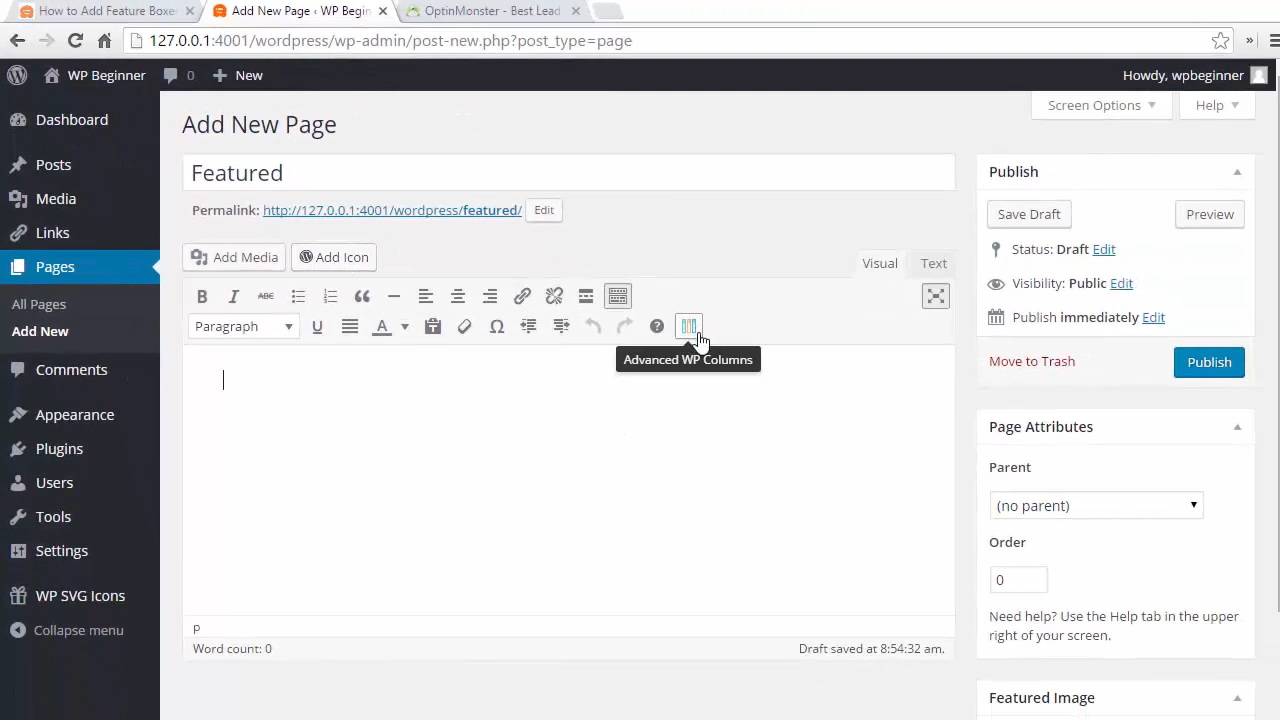 How to Add Feature Boxes
Add New Page ‹ WP Begin
OptinMonster - Best Lead
127.0.0.1:4001/wordpress/wp-admin/post-new.php?post_type=page
WP Beginner 0 New Howdy, wpbeginner
Screen Options Help
Dashboard
Posts
Media
Links
Pages
All Pages
Add New
Comments
Appearance
Plugins
Users
Tools
Settings
WP SVG Icons
Collapse menu
Add New Page
Featured
Permalink: http://127.0.0.1:4001/wordpress/featured/ Edit
Add Media Add Icon
Visual Text
B I ABC
Paragraph U A Ω ?
Advanced WP Columns
p
Word count: 0 Draft saved at 8:54:32 am.
Publish
Save Draft Preview
Status: Draft Edit
Visibility: Public Edit
Publish immediately Edit
Move to Trash Publish
Page Attributes
Parent
(no parent)
Order
0
Need help? Use the Help tab in the upper
right of your screen.
Featured Image